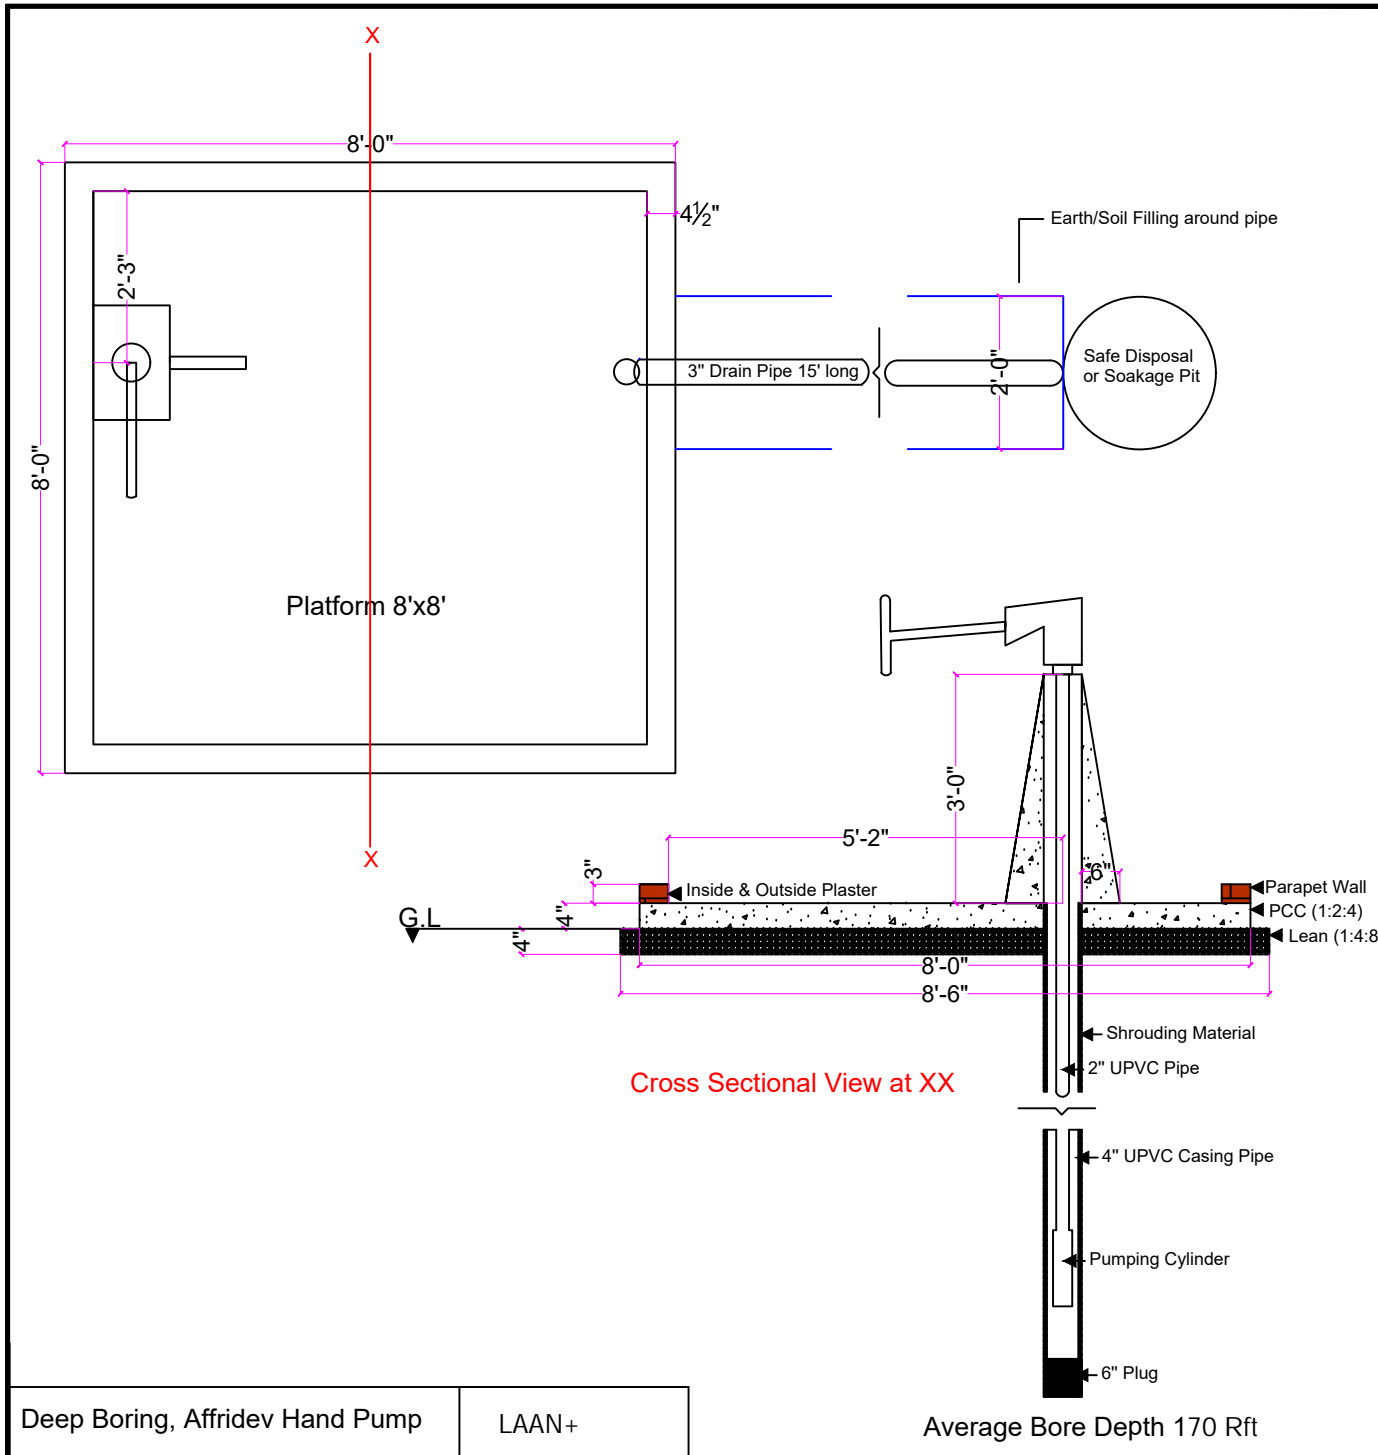 X
8'-0"
4½"
2'-3"
8'-0"
Earth/Soil Filling around pipe
3" Drain Pipe 15' long
2'-0"
Safe Disposal
or Soakage Pit
Platform 8'x8'
X
3'-0"
5'-2"
3"
Inside & Outside Plaster
6"
Parapet Wall
PCC (1:2:4)
G.L
4"
4"
Lean (1:4:8
8'-0"
8'-6"
Shrouding Material
2" UPVC Pipe
Cross Sectional View at XX
4" UPVC Casing Pipe
Pumping Cylinder
6" Plug
Deep Boring, Affridev Hand Pump
LAAN+
Average Bore Depth 170 Rft